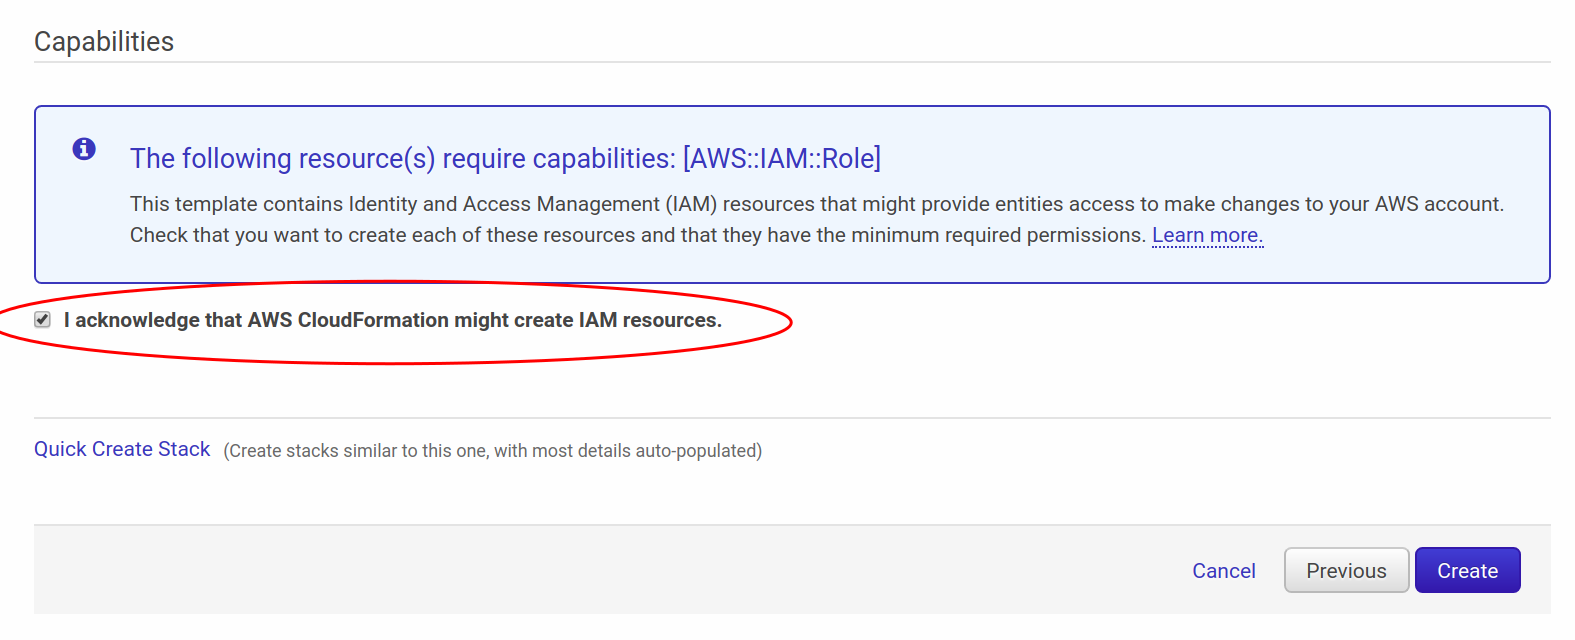 Capabilities
The following resource(s) require capabilities: [AWS::IAM::Role]
This template contains Identity and Access Management (IAM) resources that might provide entities access to make changes to your AWS account.
Check that you want to create each of these resources and that they have the minimum required permissions. Learn more.
I acknowledge that AWS CloudFormation might create IAM resources.
Quick Create Stack (Create stacks similar to this one, with most details auto-populated)
Cancel Previous Create